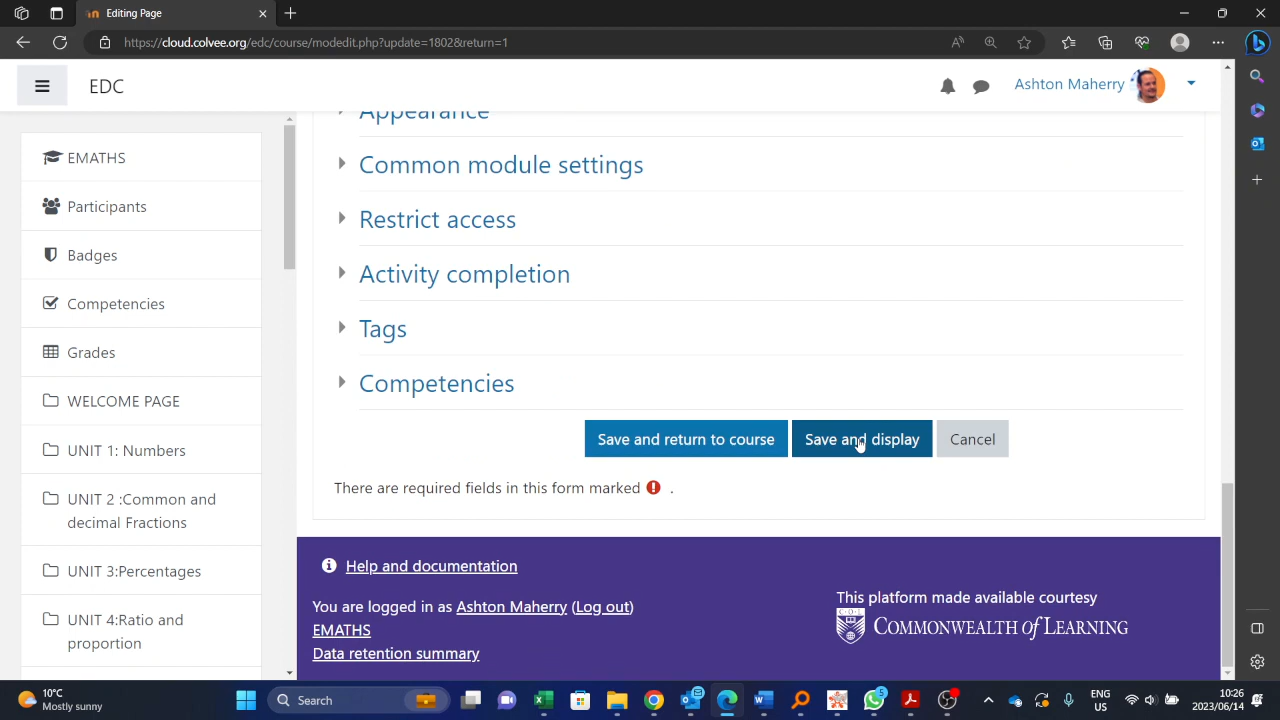 Editing Page
https://cloud.colvee.org/edc/course/modedit.php?update=1802&return=1
EDC
Ashton Maherry
EMATHS
Participants
Badges
Competencies
Grades
WELCOME PAGE
UNIT 1: Numbers
UNIT 2 :Common and
decimal Fractions
UNIT 3:Percentages
UNIT 4:Ratio and
proportion
Appearance
Common module settings
Restrict access
Activity completion
Tags
Competencies
Save and return to course
Save and display
Cancel
There are required fields in this form marked .
Help and documentation
You are logged in as Ashton Maherry (Log out)
EMATHS
Data retention summary
This platform made available courtesy
COL
COMMONWEALTH of LEARNING
10°C
Mostly sunny
Search
5
ENG
US
10:26
2023/06/14